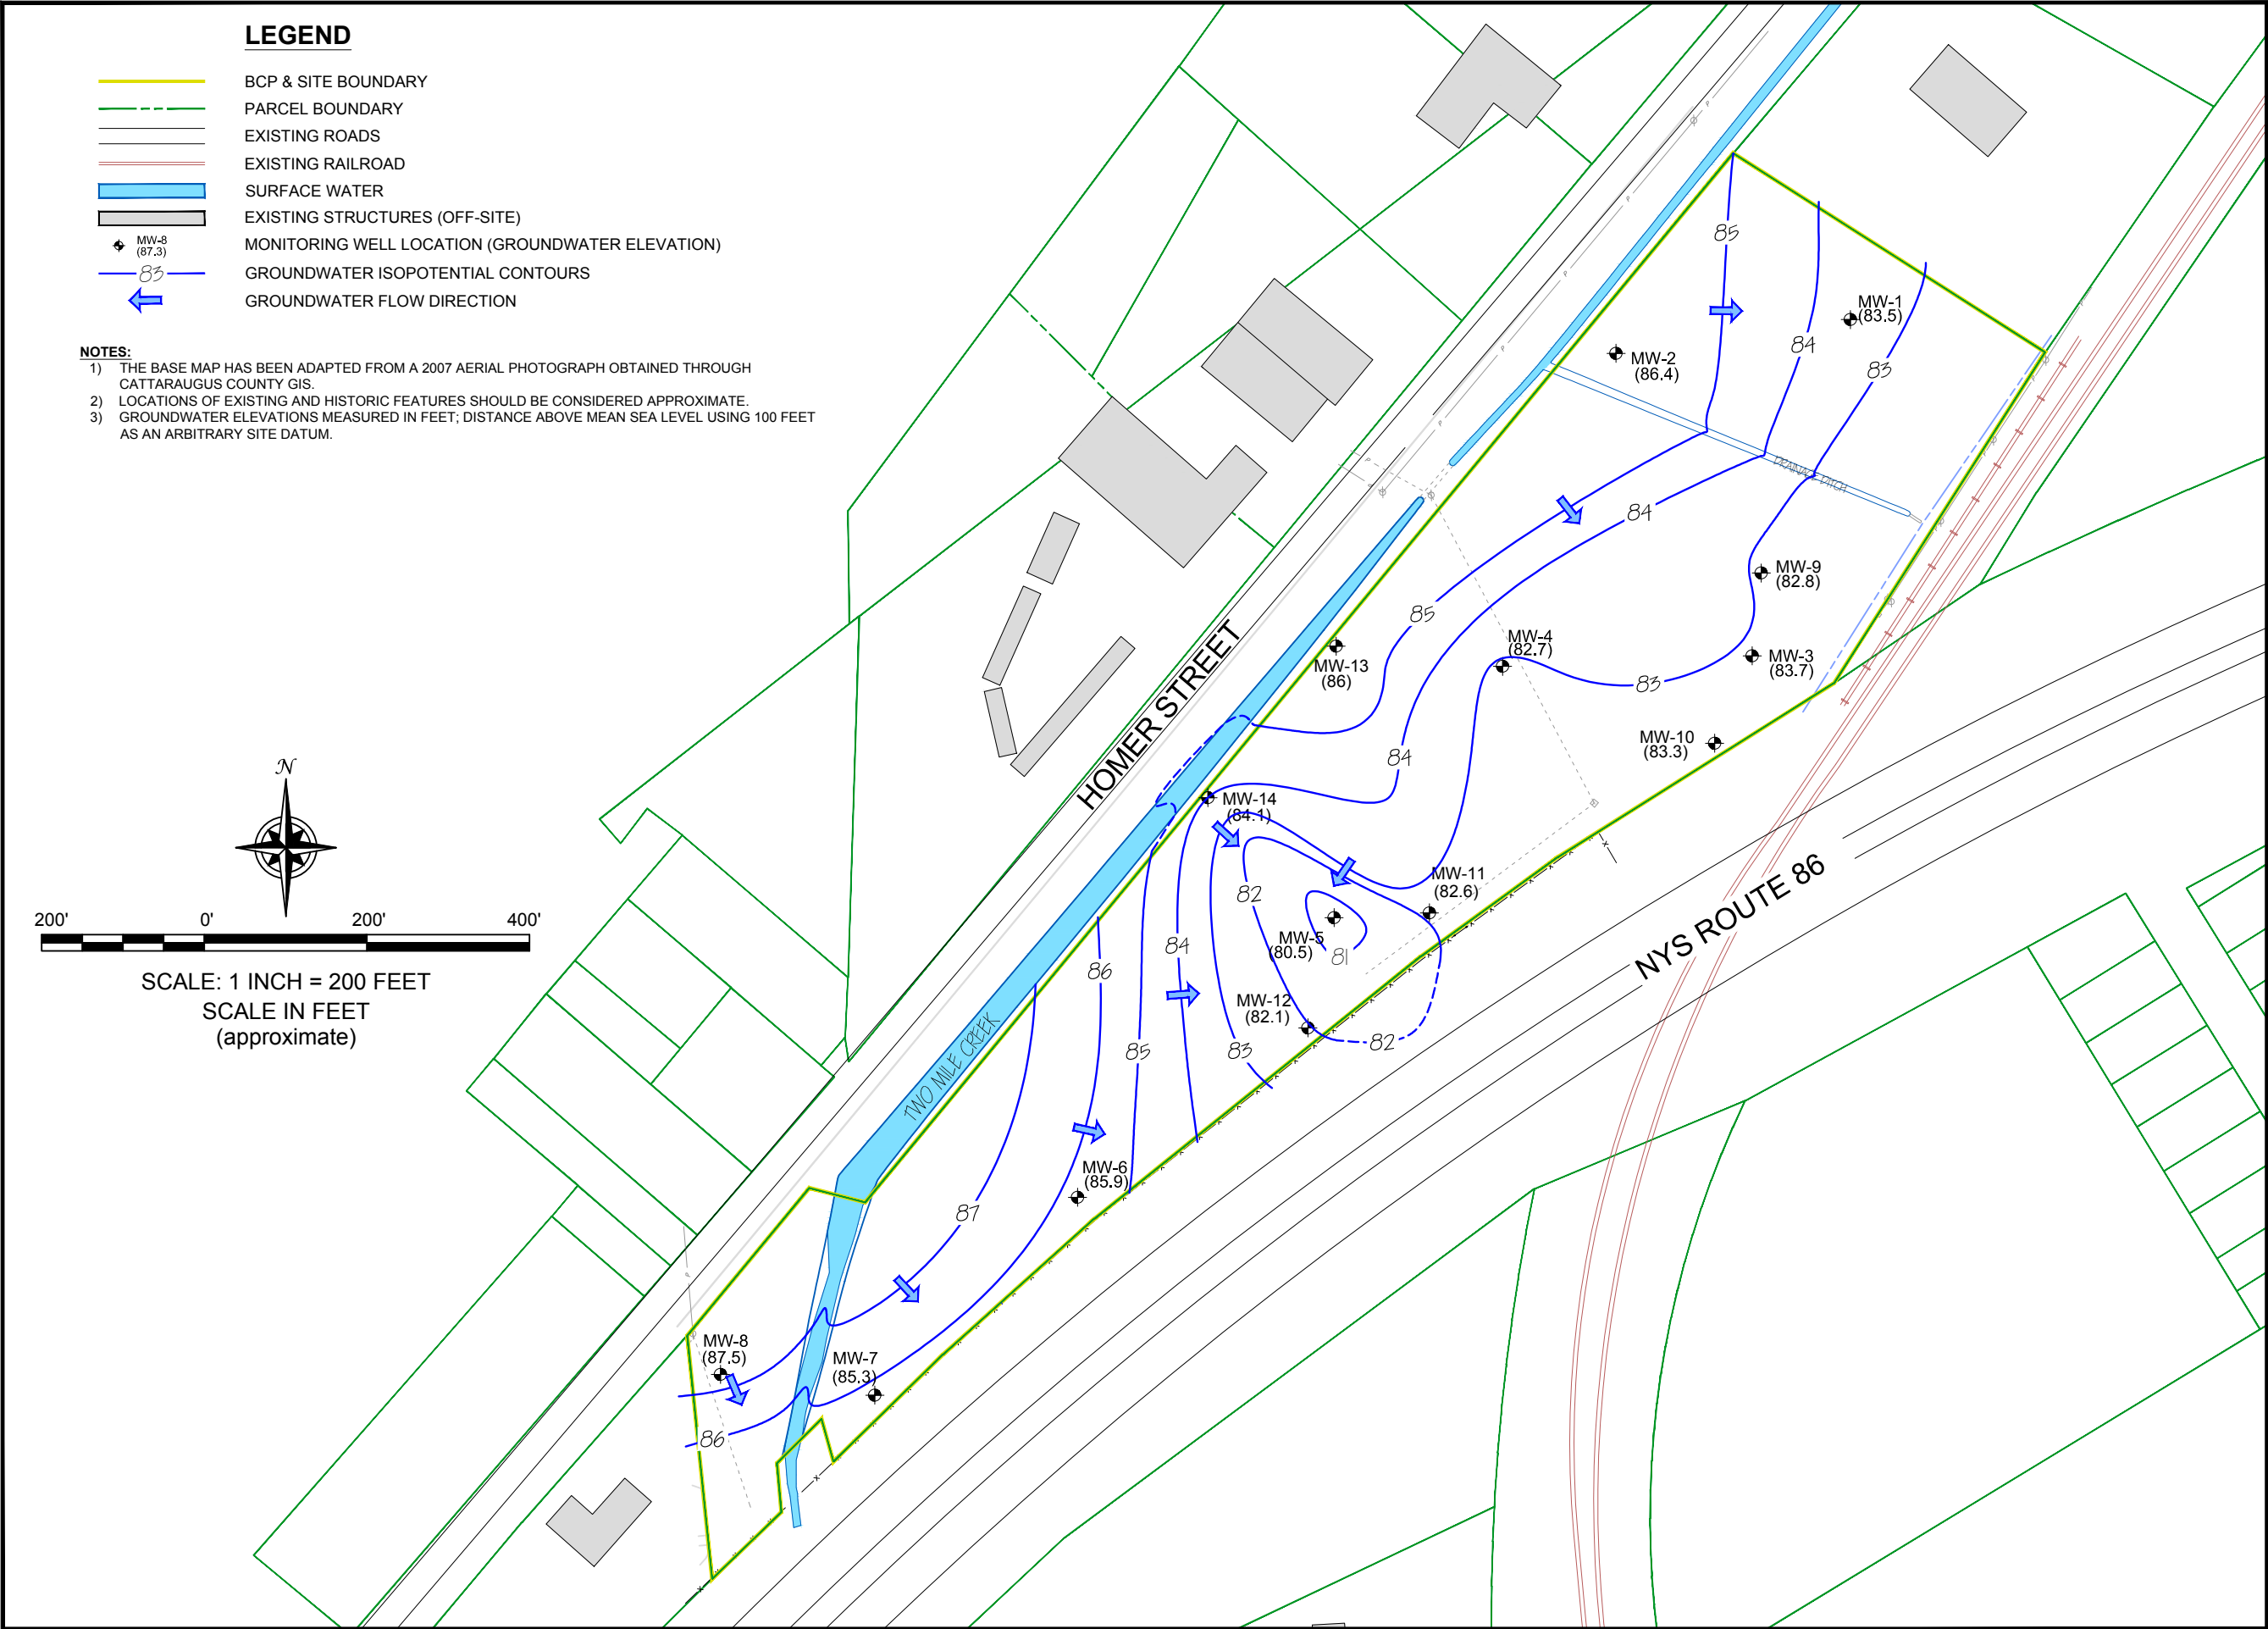 LEGEND
BCP & SITE BOUNDARY
PARCEL BOUNDARY
EXISTING ROADS
EXISTING RAILROAD
SURFACE WATER
EXISTING STRUCTURES (OFF-SITE)
MW-8
(87.3)
MONITORING WELL LOCATION (GROUNDWATER ELEVATION)
83
GROUNDWATER ISOPOTENTIAL CONTOURS
GROUNDWATER FLOW DIRECTION
NOTES:
1) THE BASE MAP HAS BEEN ADAPTED FROM A 2007 AERIAL PHOTOGRAPH OBTAINED THROUGH
CATTARAUGUS COUNTY GIS.
2) LOCATIONS OF EXISTING AND HISTORIC FEATURES SHOULD BE CONSIDERED APPROXIMATE.
3) GROUNDWATER ELEVATIONS MEASURED IN FEET; DISTANCE ABOVE MEAN SEA LEVEL USING 100 FEET
AS AN ARBITRARY SITE DATUM.
85
MW-1
(83.5)
84
MW-2
(86.4)
83
DRAINAGE DITCH
84
MW-9
(82.8)
85
MW-4
(82.7)
MW-13
(86)
MW-3
(83.7)
83
HOMER STREET
MW-10
(83.3)
84
N
MW-14
(84.1)
MW-11
(82.6)
82
NYS ROUTE 86
200'
0'
200'
400'
MW-5
(80.5)
81
84
86
SCALE: 1 INCH = 200 FEET
SCALE IN FEET
(approximate)
MW-12
(82.1)
82
83
85
TWO MILE CREEK
MW-6
(85.9)
87
MW-8
(87.5)
MW-7
(85.3)
86